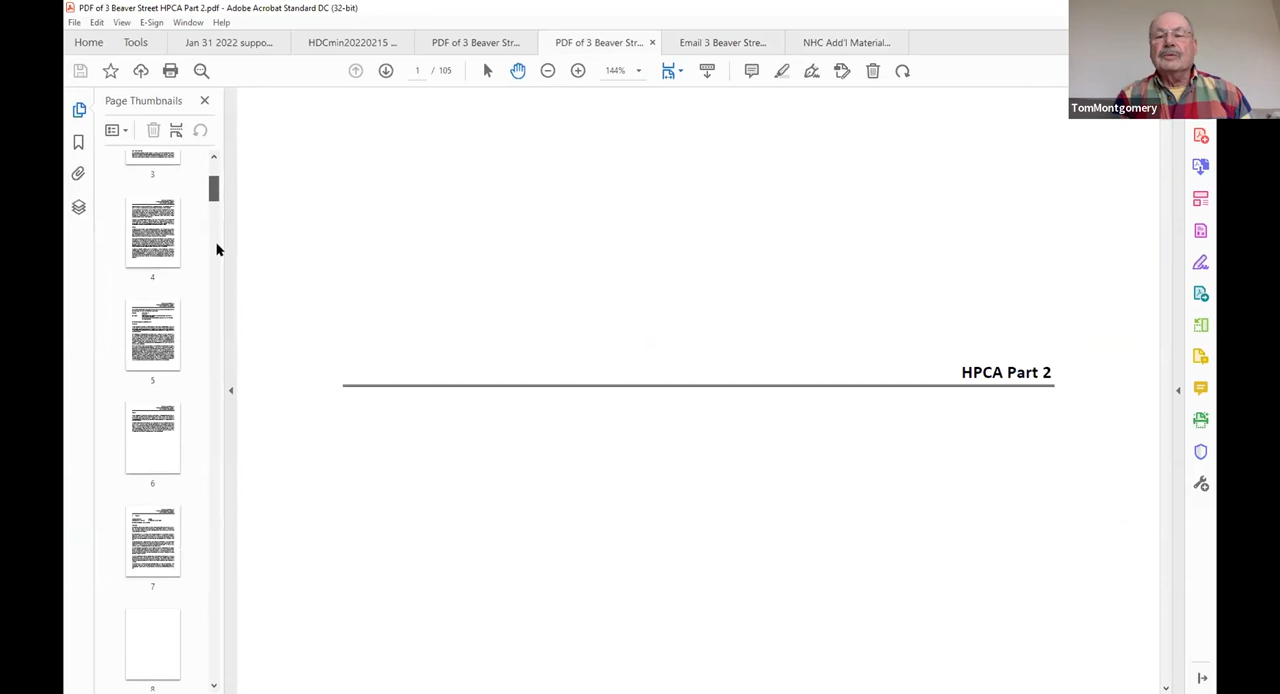 PDF of 3 Beaver Street HPCA Part 2.pdf - Adobe Acrobat Standard DC (32-bit)
File Edit View E-Sign Window Help
Home Tools Jan 31 2022 suppo... HDCmin20220215 ... PDF of 3 Beaver Str... PDF of 3 Beaver Str... Email 3 Beaver Stre... NHC Add'l Material...
1 / 105 144%
TomMontgomery
Page Thumbnails
3
4
HPCA Part 2
5
6
7
8